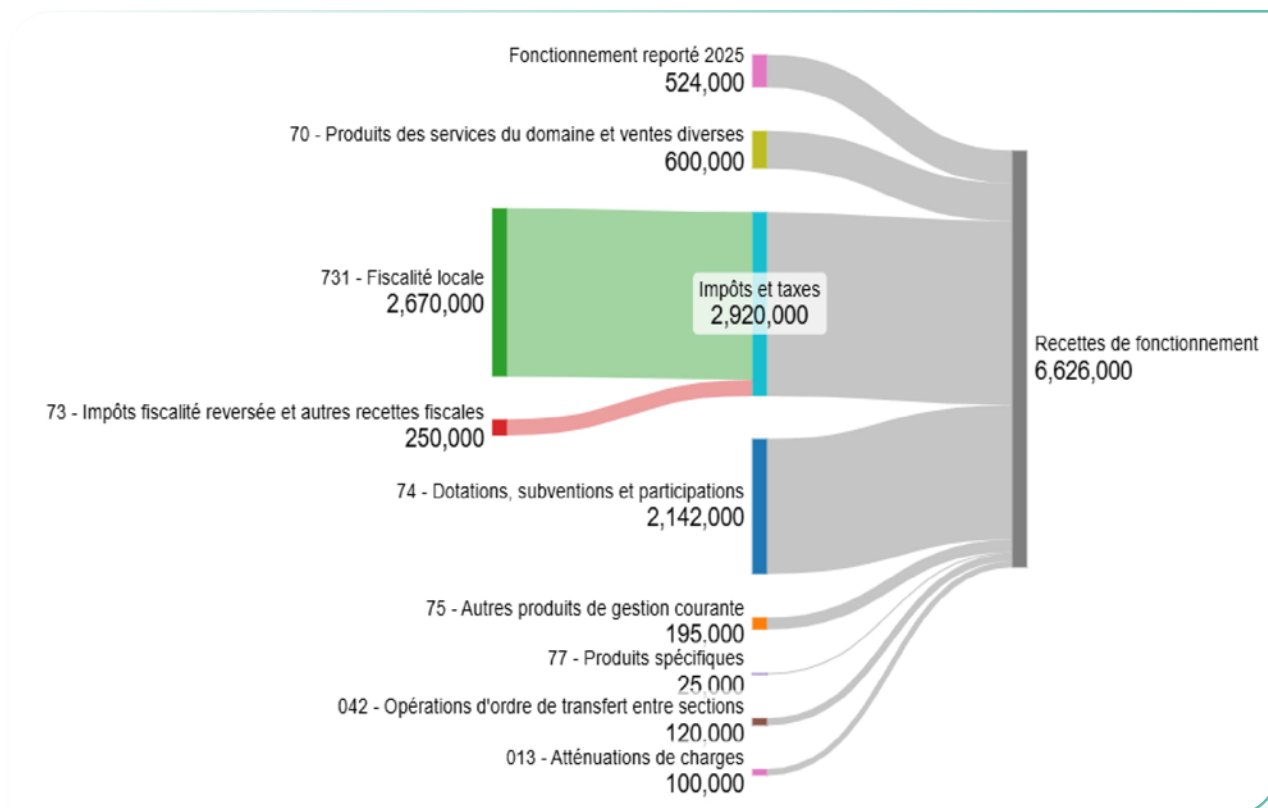 Fonctionnement reporté 2025
524,000
70 - Produits des services du domaine et ventes diverses
600,000
731 - Fiscalité locale
2,670,000
Impôts et taxes
2,920,000
Recettes de fonctionnement
6,626,000
73 - Impôts fiscalité reversée et autres recettes fiscales
250,000
74 - Dotations, subventions et participations
2,142,000
75 - Autres produits de gestion courante
195,000
77 - Produits spécifiques
25,000
042 - Opérations d'ordre de transfert entre sections
120,000
013 - Atténuations de charges
100,000